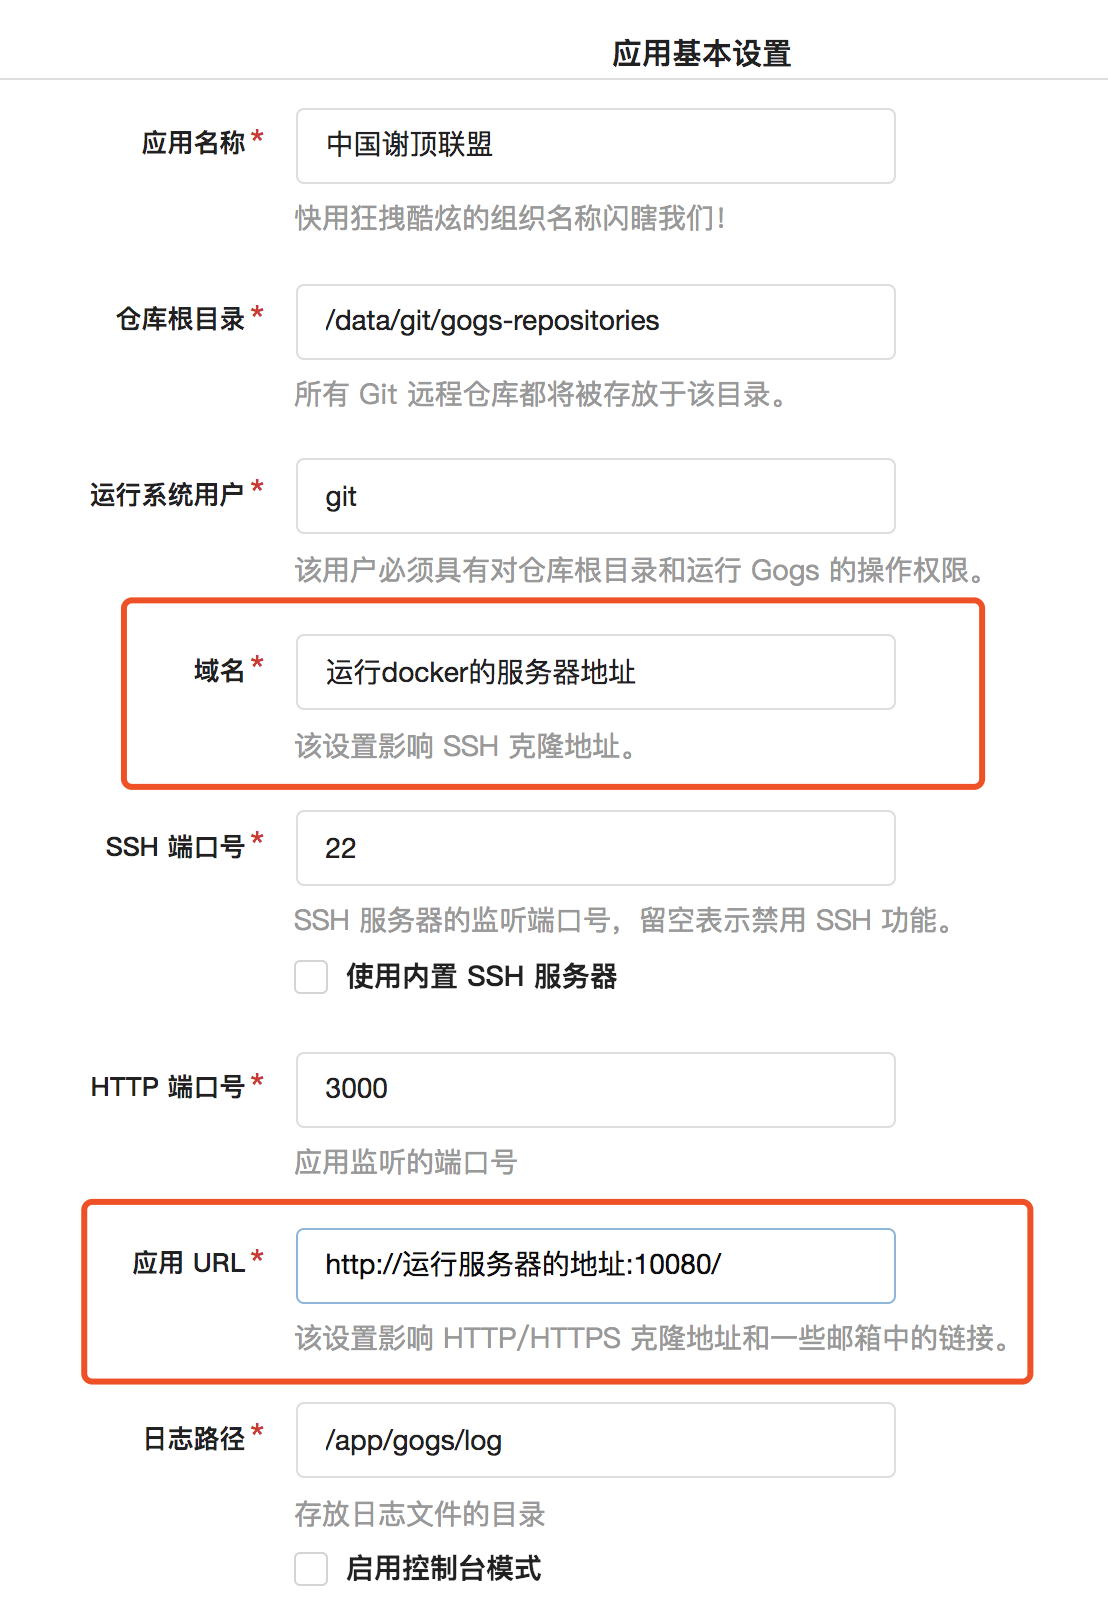 应用基本设置
应用名称*
中国谢顶联盟
快用狂拽酷炫的组织名称闪瞎我们！
仓库根目录*
/data/git/gogs-repositories
所有 Git 远程仓库都将被存放于该目录。
运行系统用户*
git
该用户必须具有对仓库根目录和运行 Gogs 的操作权限。
域名*
运行docker的服务器地址
该设置影响 SSH 克隆地址。
SSH 端口号*
22
SSH 服务器的监听端口号，留空表示禁用 SSH 功能。
使用内置 SSH 服务器
HTTP 端口号*
3000
应用监听的端口号
应用 URL*
http://运行服务器的地址:10080/
该设置影响 HTTP/HTTPS 克隆地址和一些邮箱中的链接。
日志路径*
/app/gogs/log
存放日志文件的目录
启用控制台模式